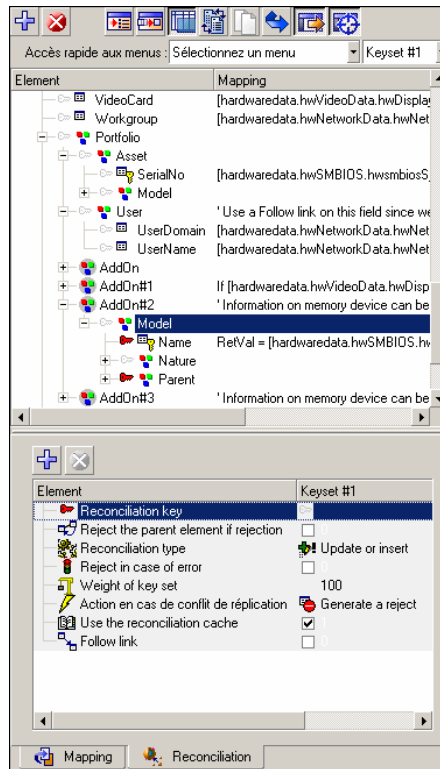 Accès rapide aux menus : Sélectionnez un menu Keyset #1
Element Mapping
VideoCard [hardwaredata.hwVideoData.hwDisplay
Workgroup [hardwaredata.hwNetworkData.hwNet
Portfolio
Asset
SerialNo [hardwaredata.hwSMBIOS.hwsmbiosS
Model
User ' Use a Follow link on this field since we
UserDomain [hardwaredata.hwNetworkData.hwNet
UserName [hardwaredata.hwNetworkData.hwNet
AddOn
AddOn#1 If [hardwaredata.hwVideoData.hwDisp
AddOn#2 ' Information on memory device can be
Model
Name RetVal = [hardwaredata.hwSMBIOS.hw
Nature
Parent
AddOn#3 ' Information on memory device can be
Element Keyset #1
Reconciliation key
Reject the parent element if rejection
Reconciliation type Update or insert
Reject in case of error
Weight of key set 100
Action en cas de conflit de réplication Generate a reject
Use the reconciliation cache
Follow link
Mapping Reconciliation